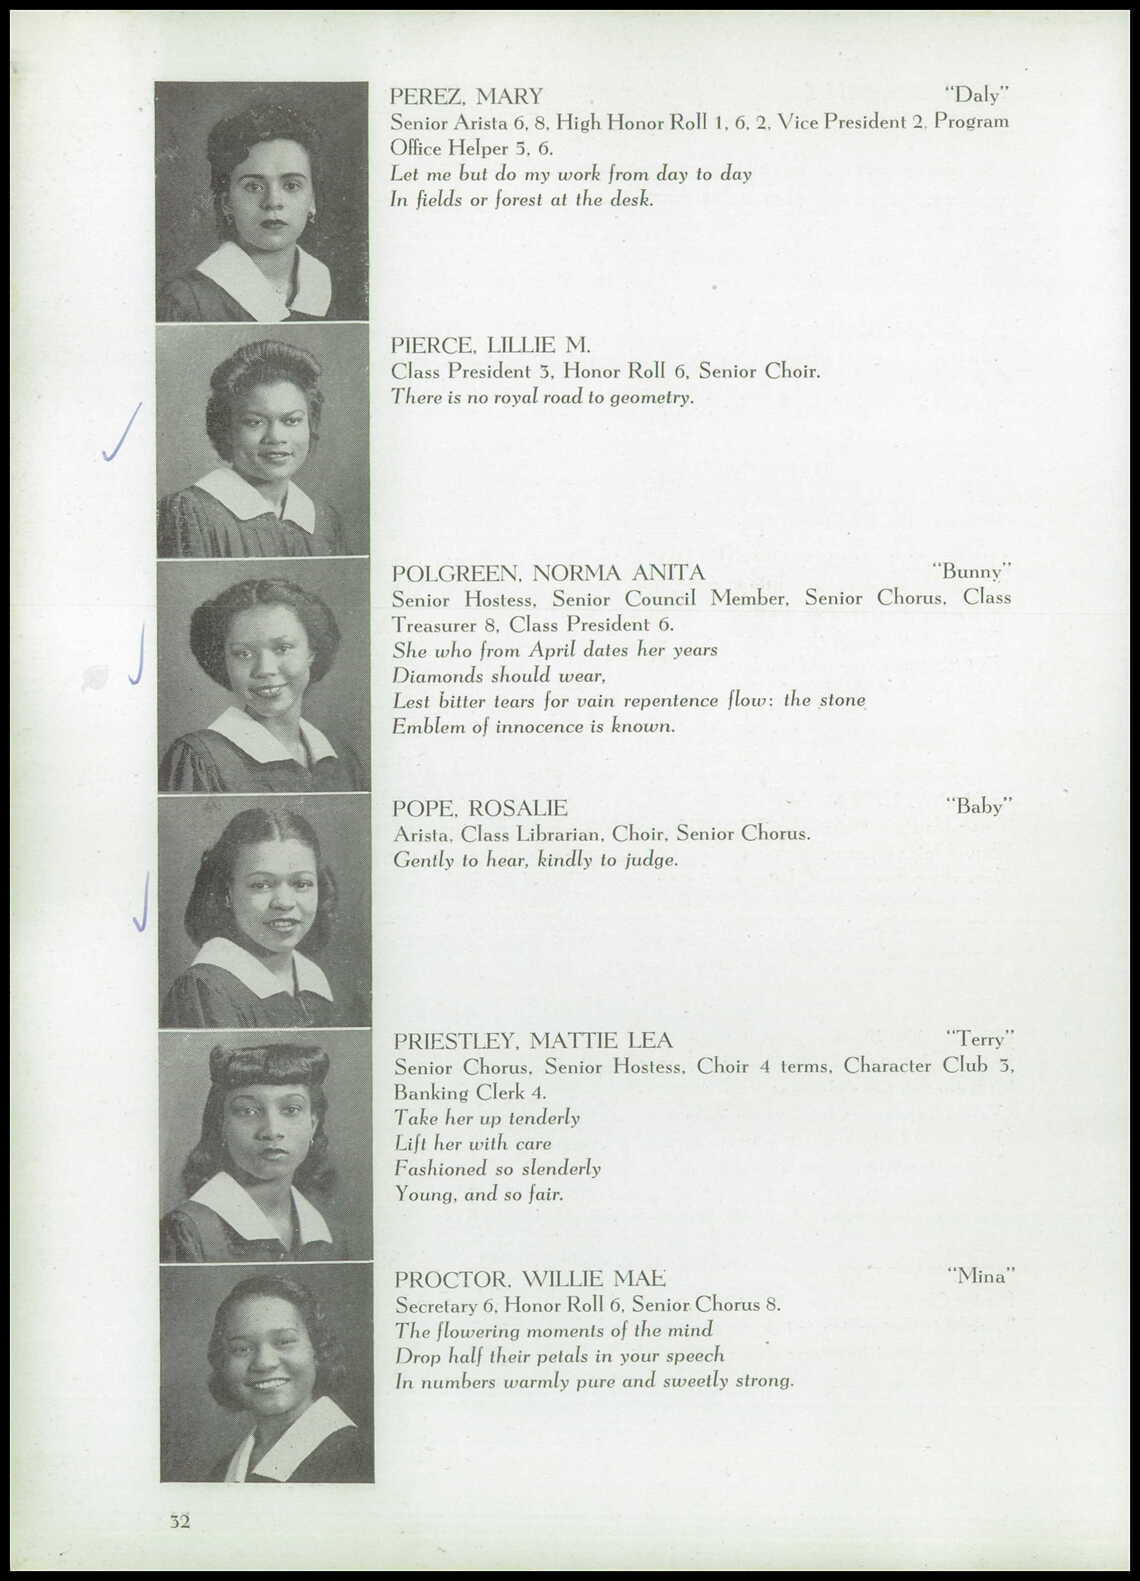 PEREZ, MARY "Daly"
Senior Arista 6, 8, High Honor Roll 1, 6, 2, Vice President 2, Program
Office Helper 5, 6.
Let me but do my work from day to day
In fields or forest at the desk.
PIERCE, LILLIE M.
Class President 3, Honor Roll 6, Senior Choir.
There is no royal road to geometry.
POLGREEN, NORMA ANITA "Bunny"
Senior Hostess, Senior Council Member, Senior Chorus, Class
Treasurer 8, Class President 6.
She who from April dates her years
Diamonds should wear,
Lest bitter tears for vain repentence flow: the stone
Emblem of innocence is known.
POPE, ROSALIE "Baby"
Arista, Class Librarian, Choir, Senior Chorus.
Gently to hear, kindly to judge.
PRIESTLEY, MATTIE LEA "Terry"
Senior Chorus, Senior Hostess, Choir 4 terms, Character Club 3,
Banking Clerk 4.
Take her up tenderly
Lift her with care
Fashioned so slenderly
Young, and so fair.
PROCTOR, WILLIE MAE "Mina"
Secretary 6, Honor Roll 6, Senior Chorus 8.
The flowering moments of the mind
Drop half their petals in your speech
In numbers warmly pure and sweetly strong.
32